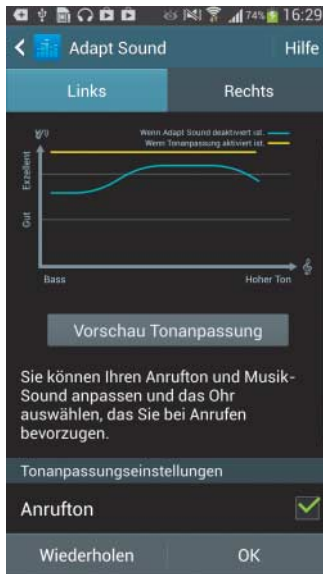 74% 16:29
Adapt Sound Hilfe
Links Rechts
Wenn Adapt Sound deaktiviert ist.
Wenn Tonanpassung aktiviert ist.
Exzellent
Gut
Bass Hoher Ton
Vorschau Tonanpassung
Sie können Ihren Anrufton und Musik-
Sound anpassen und das Ohr
auswählen, das Sie bei Anrufen
bevorzugen.
Tonanpassungseinstellungen
Anrufton
Wiederholen OK